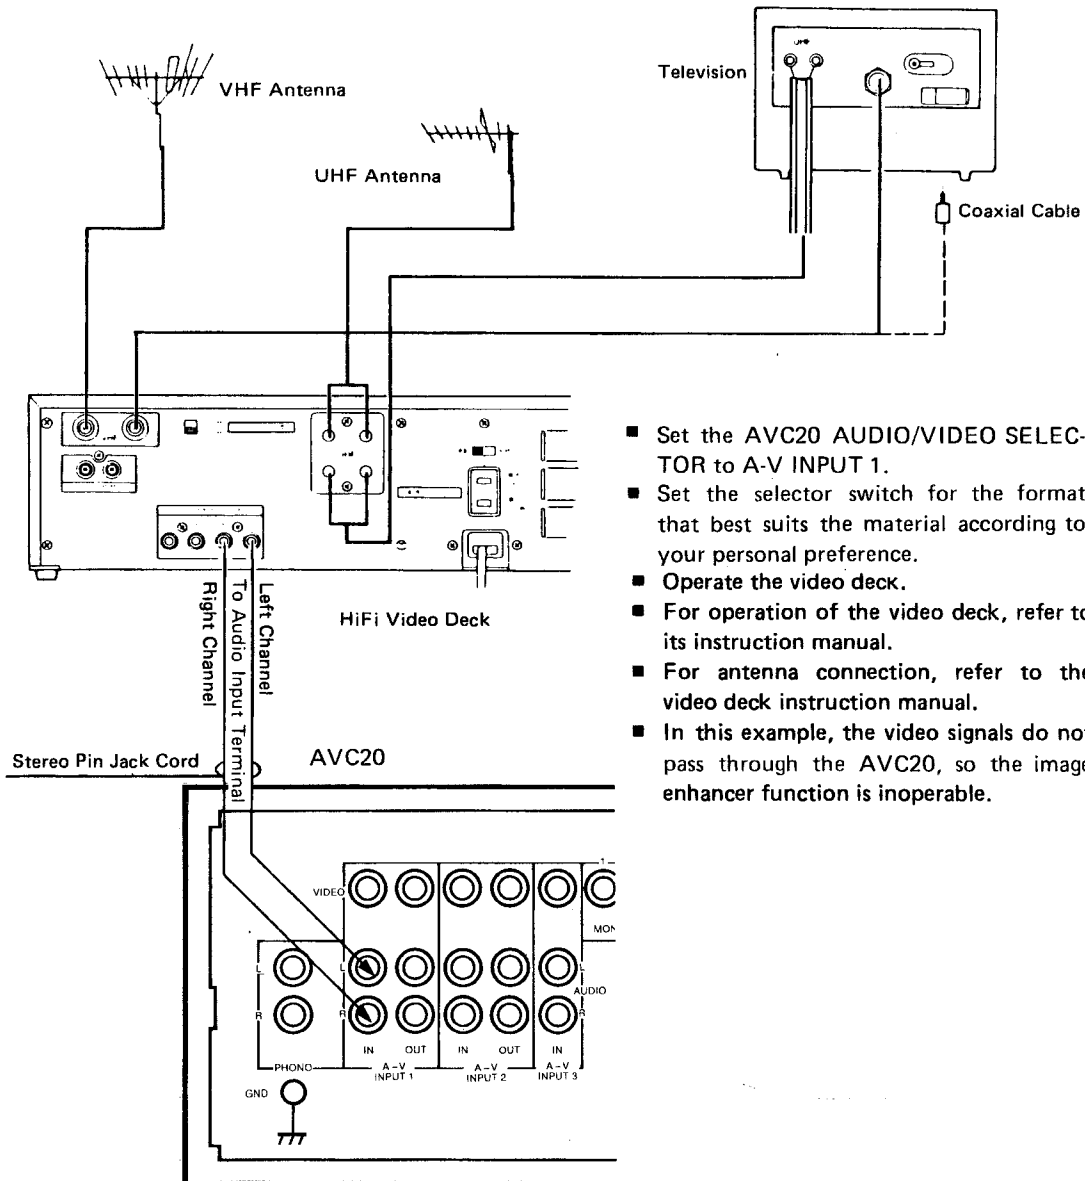 VHF Antenna
UHF Antenna
Television
UHF
Coaxial Cable
HiFi Video Deck
Left Channel
To Audio Input Terminal
Right Channel
Stereo Pin Jack Cord
AVC20
■ Set the AVC20 AUDIO/VIDEO SELEC-
TOR to A-V INPUT 1.
■ Set the selector switch for the format
that best suits the material according to
your personal preference.
■ Operate the video deck.
■ For operation of the video deck, refer to
its instruction manual.
■ For antenna connection, refer to the
video deck instruction manual.
■ In this example, the video signals do not
pass through the AVC20, so the image
enhancer function is inoperable.
VIDEO
1
MON
L
L
L
AUDIO
R
R
R
IN OUT IN OUT IN
PHONO
A-V
INPUT 1
A-V
INPUT 2
A-V
INPUT 3
GND